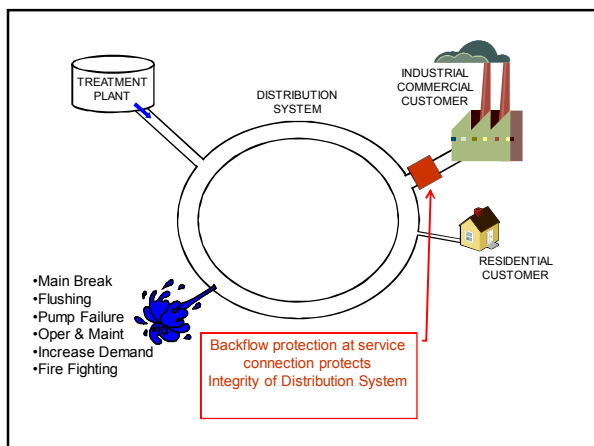 TREATMENT
PLANT
DISTRIBUTION
SYSTEM
INDUSTRIAL
COMMERCIAL
CUSTOMER
RESIDENTIAL
CUSTOMER
•Main Break
•Flushing
•Pump Failure
•Oper & Maint
•Increase Demand
•Fire Fighting
Backflow protection at service
connection protects
Integrity of Distribution System